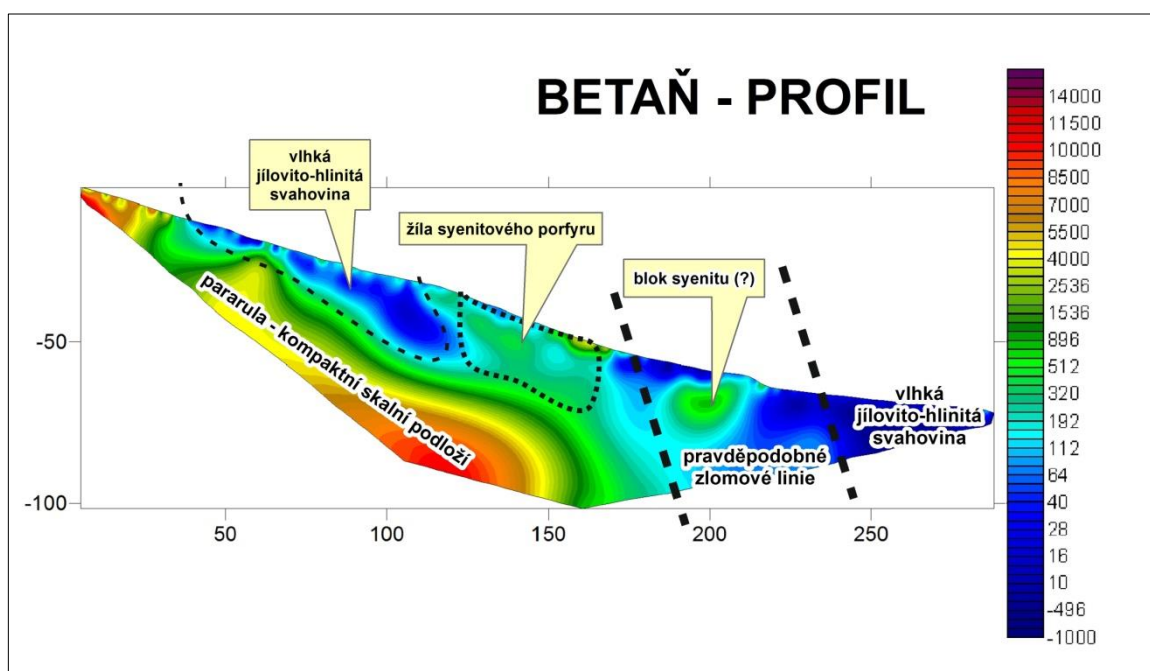 BETAŇ - PROFIL
vlhká
jílovito-hlinitá
svahovina
žíla syenitového porfyru
blok syenitu (?)
pararula - kompaktní skalní podloží
pravděpodobné
zlomové linie
vlhká
jílovito-hlinitá
svahovina
-50
-100
50
100
150
200
250
14000
11500
10000
8500
7000
5500
4000
2536
1536
896
512
320
192
112
64
40
28
16
10
-496
-1000